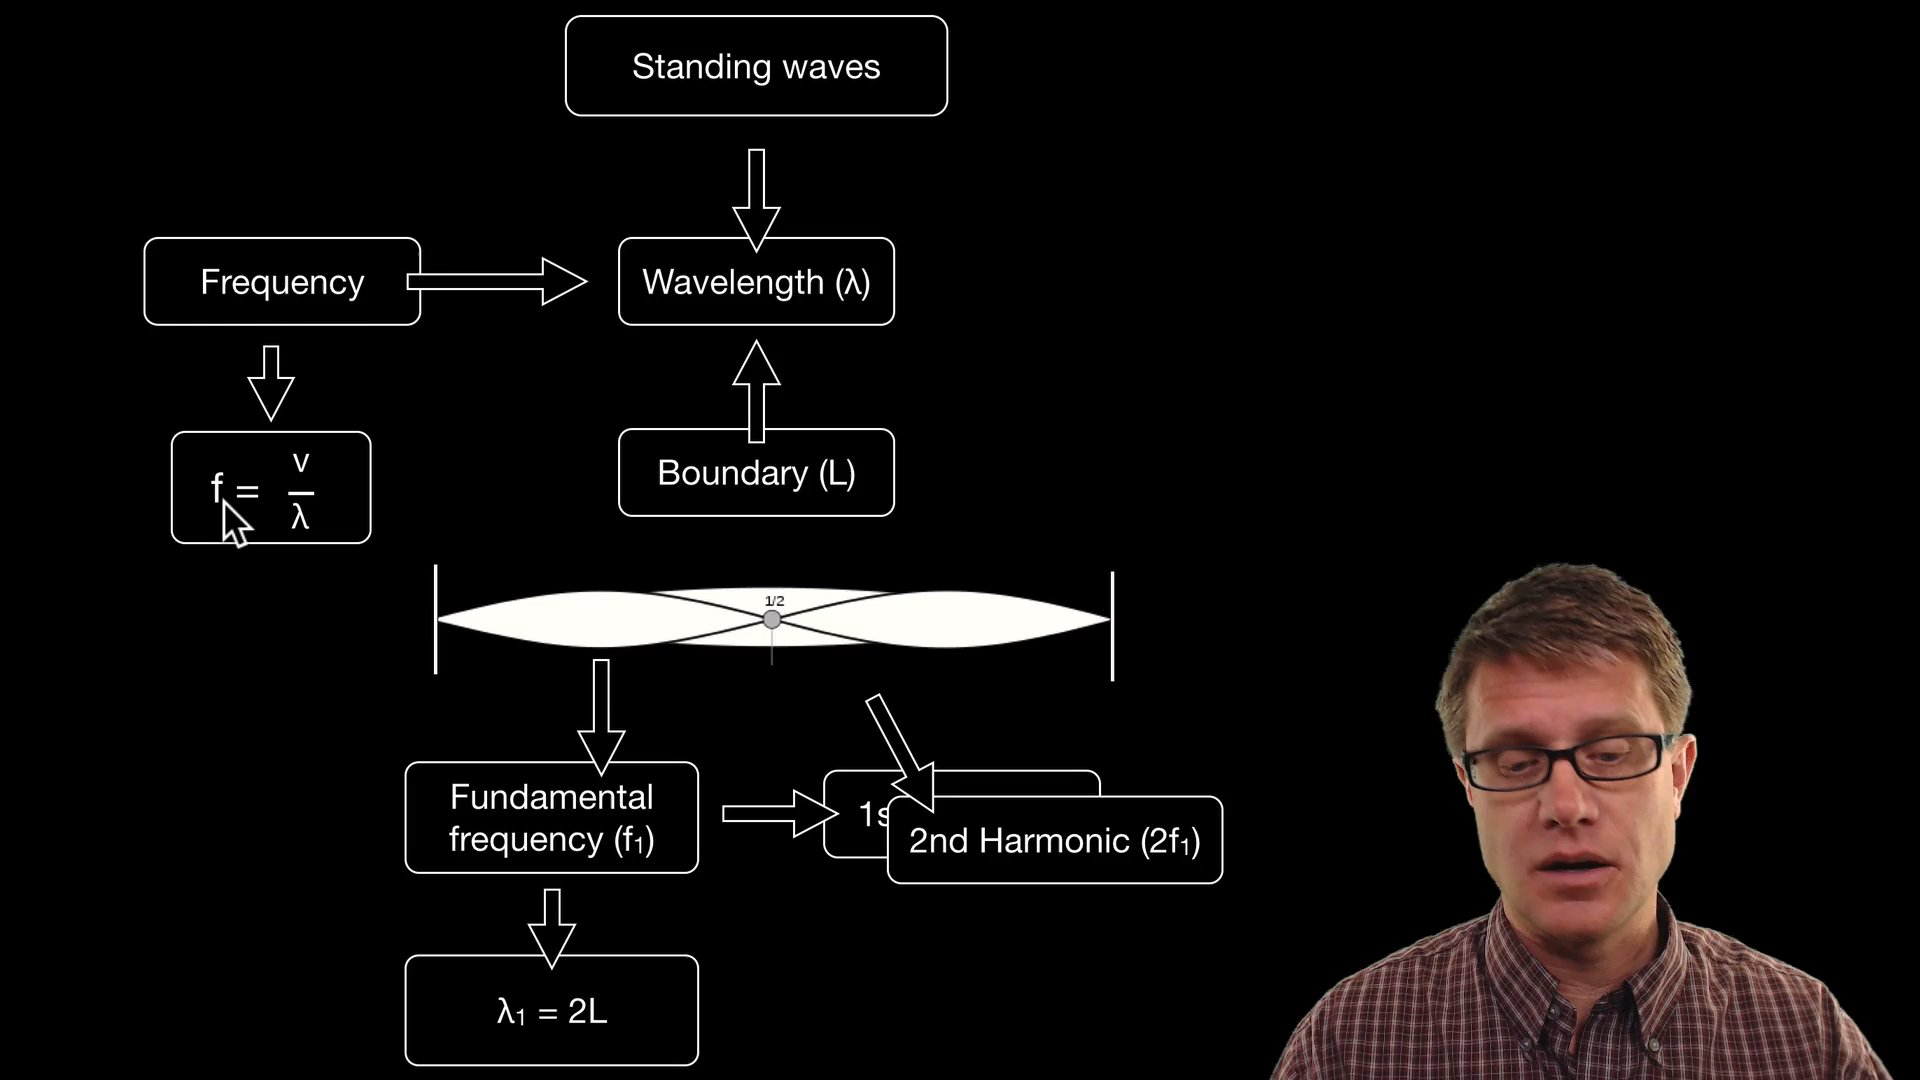 Standing waves
Frequency
Wavelength (λ)
f = v/λ
Boundary (L)
1/2
Fundamental
frequency (f₁)
2nd Harmonic (2f₁)
λ₁ = 2L